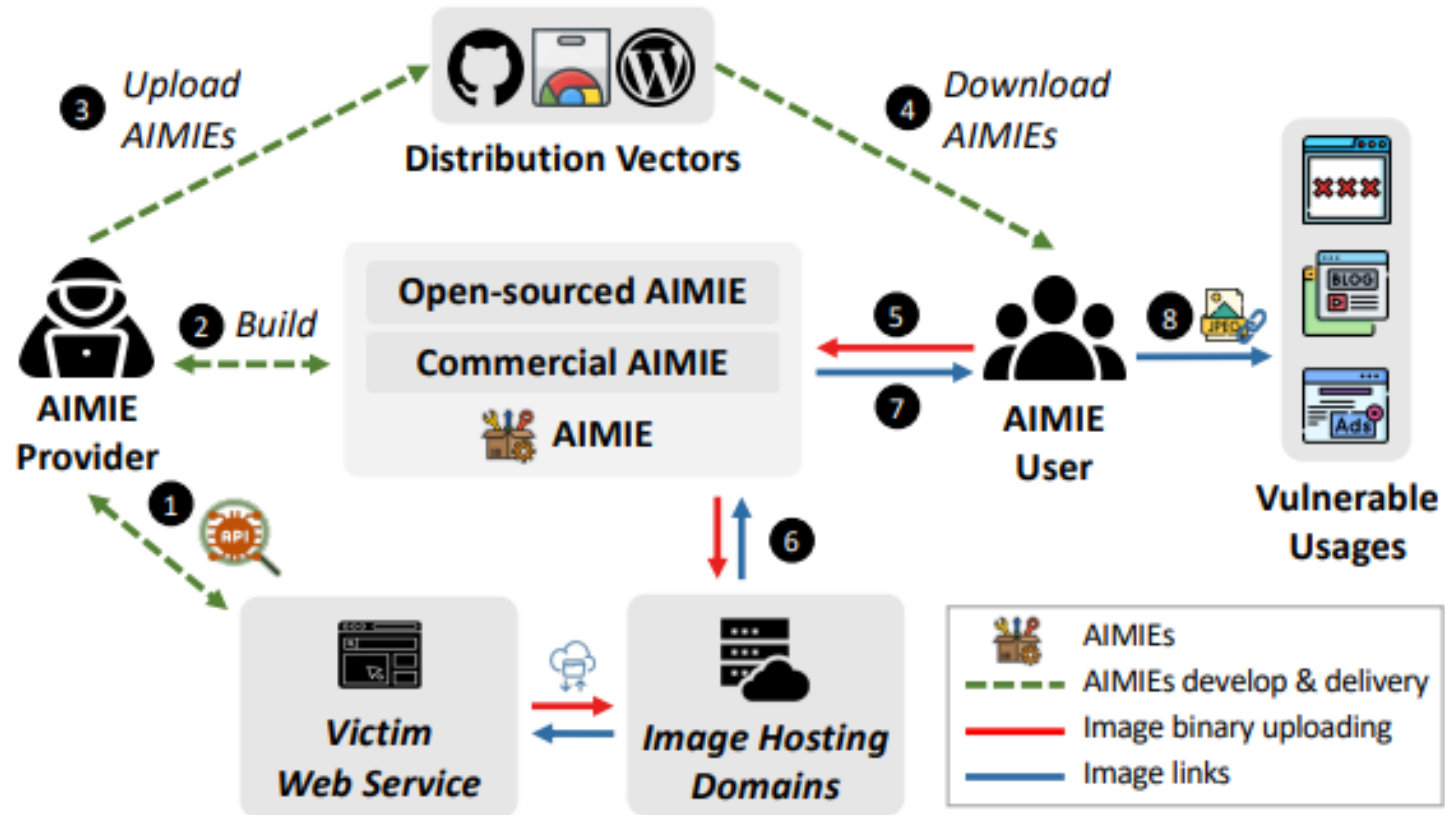 3
Upload
AIMIEs
Distribution Vectors
4
Download
AIMIEs
Open-sourced AIMIE
Commercial AIMIE
AIMIE
2
Build
AIMIE
Provider
5
7
AIMIE
User
8
JPEG
BLOG
Ads
Vulnerable
Usages
1
API
6
Victim
Web Service
Image Hosting
Domains
AIMIEs
AIMIEs develop & delivery
Image binary uploading
Image links